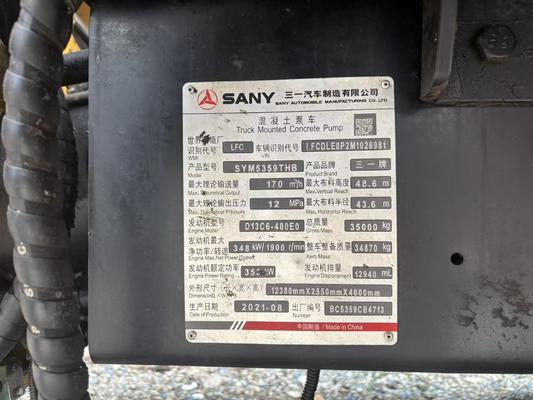 SANY 三一汽车制造有限公司
SANY AUTOMOBILE MANUFACTURING CO.,LTD.
混凝土泵车
Truck Mounted Concrete Pump
世界制造厂
识别代号 LFC 车辆识别代号 LFCDLE8P2M1026981
WMI VIN
产品型号 SYM5359THB 产品品牌 三一牌
Model Product Brand
最大理论输送量 170 m³/h 最大布料高度 48.6 m
Max. Theoretical Output Max. Vertical Reach
最大理论输出压力 12 MPa 最大布料半径 43.6 m
Max. Theoretical Pressure Max. Horizontal Reach
发动机型号 D13C6-480E0 总质量 35000 kg
Engine Model Gross Mass
发动机最大
净功率/转速 348 kW/1900 r/min 整车整备质量 34870 kg
Engine Max. Net Power/Speed Kerb Mass
发动机额定功率 353 kW 发动机排量 12940 mL
Engine Power Rating Engine Displacement
外形尺寸 (长×宽×高) 12380mm×2550mm×4000mm
Dimension(L × W × H)
生产日期 2021-08 出厂编号 BC5359CB4713
Date of Production Serial No.
中国制造 / Made in China